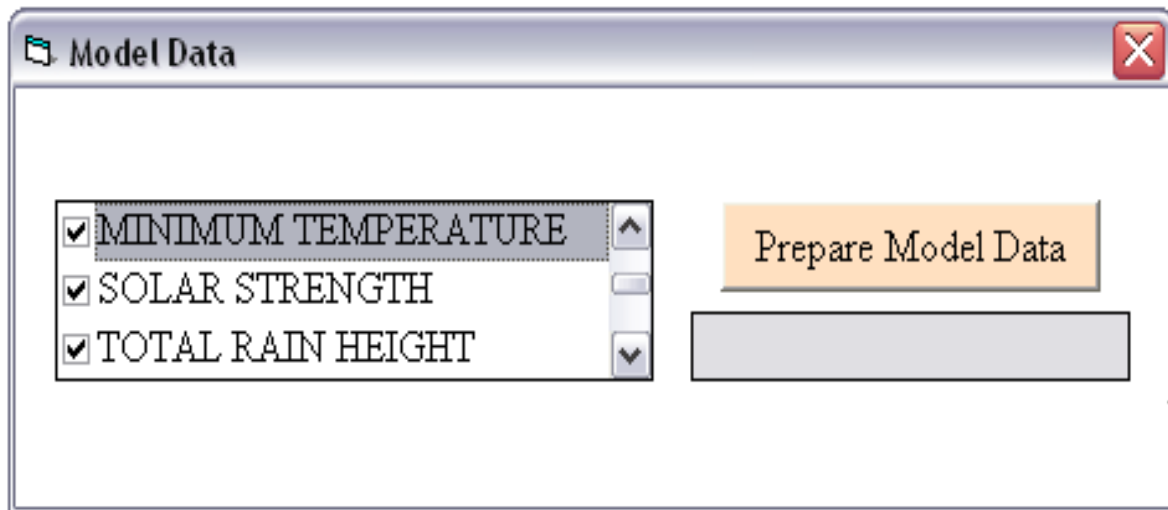 Model Data
MINIMUM TEMPERATURE
SOLAR STRENGTH
TOTAL RAIN HEIGHT
Prepare Model Data